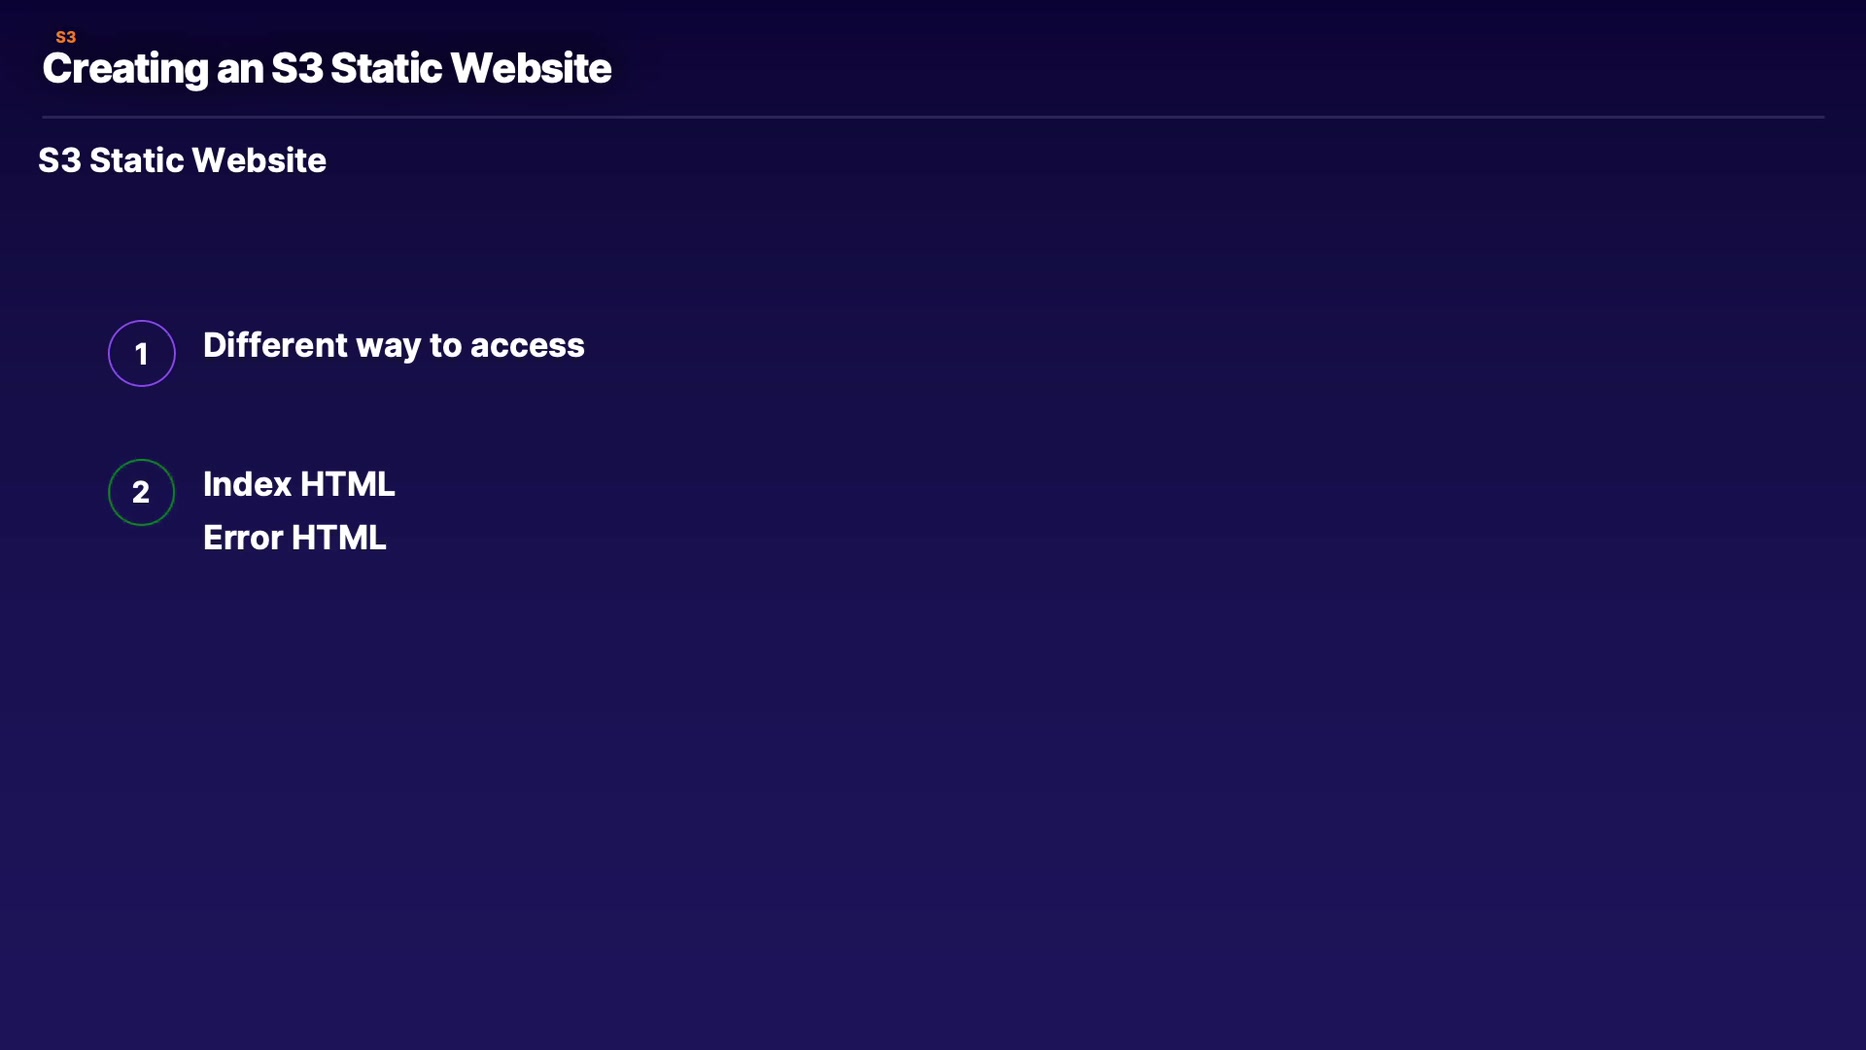 S3
Creating an S3 Static Website
S3 Static Website
1 Different way to access
2 Index HTML
Error HTML